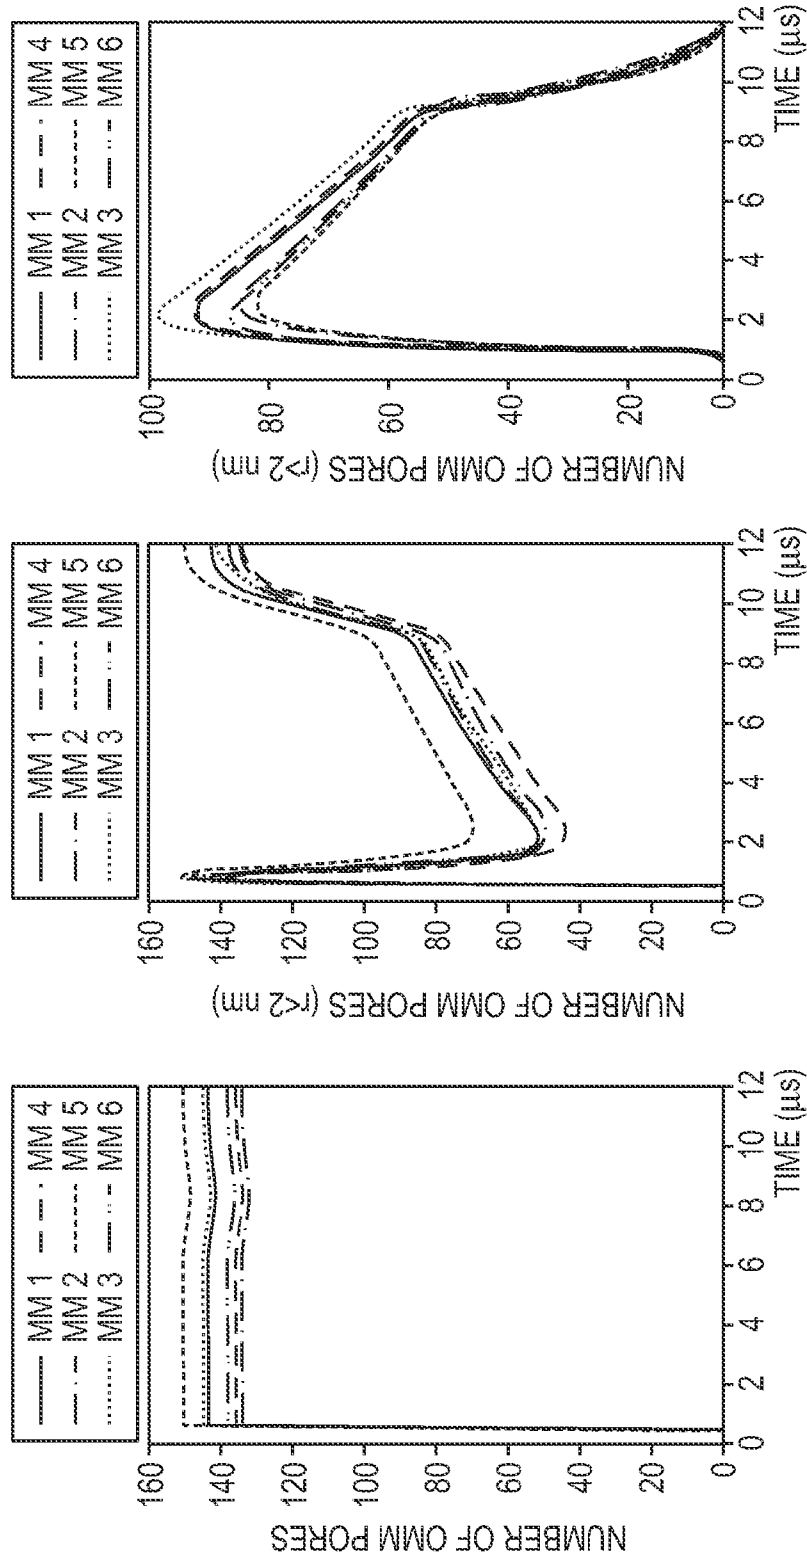 MM 1 MM 4
MM 2 MM 5
MM 3 MM 6
NUMBER OF OMM PORES
160
140
120
100
80
60
40
20
0
0 2 4 6 8 10 12
TIME (μs)
MM 1 MM 4
MM 2 MM 5
MM 3 MM 6
NUMBER OF OMM PORES (r<2 nm)
160
140
120
100
80
60
40
20
0
0 2 4 6 8 10 12
TIME (μs)
MM 1 MM 4
MM 2 MM 5
MM 3 MM 6
NUMBER OF OMM PORES (r>2 nm)
100
80
60
40
20
0
0 2 4 6 8 10 12
TIME (μs)